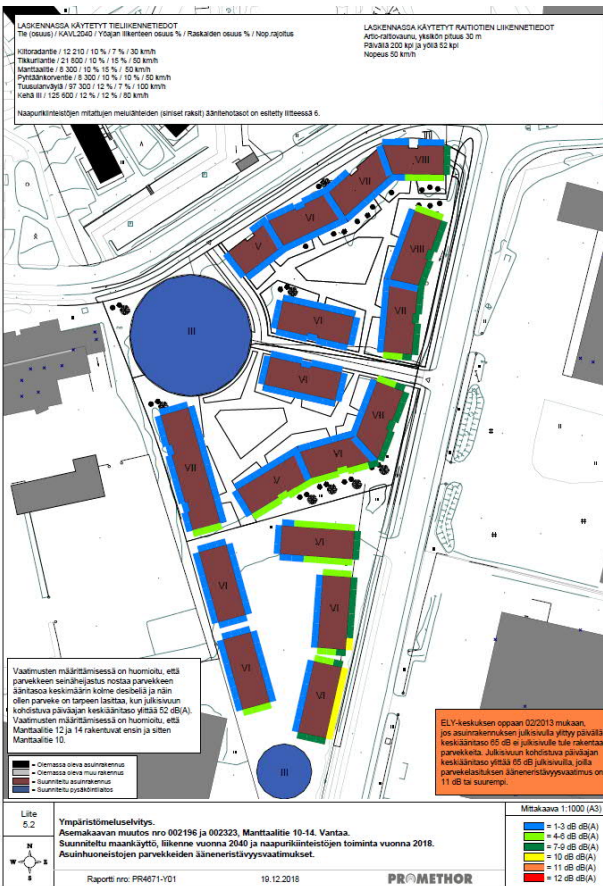 LASKENNASSA KÄYTETYT TIELIIKENNETIEDOT
Tie (osuus) / KAVL2040 / Yöajan liikenteen osuus % / Raskaiden osuus % / Nop.rajoitus
Kiitoradantie / 12 210 / 10 % / 7 % / 30 km/h
Tikkurilantie / 21 800 / 10 % / 15 % / 50 km/h
Manttaalitie / 8 300 / 10 % 15 % / 50 km/h
Pyhtäänkorventie / 8 300 / 10 % / 10 % / 50 km/h
Tuusulanväylä / 97 300 / 12 % / 7 % / 100 km/h
Kehä III / 125 600 / 12 % / 12 % / 80 km/h
Naapurikiinteistöjen mitattujen melulähteiden (siniset rastit) äänitehotasot on esitetty liitteessä 6.
LASKENNASSA KÄYTETYT RAITIOTIEN LIIKENNETIEDOT
Artic-raitiovaunu, yksikön pituus 30 m
Päivällä 200 kpl ja yöllä 52 kpl
Nopeus 50 km/h
VIII
VII
VI
V
VIII
VII
VI
III
VI
VII
VI
V
VII
VI
VI
VI
VI
VI
III
Vaatimusten määrittämisessä on huomioitu, että
parvekkeen seinäheijastus nostaa parvekkeen
äänitasoa keskimäärin kolme desibeliä ja näin
ollen parveke on tarpeen lasittaa, kun julkisivuun
kohdistuva päiväajan keskiäänitaso ylittää 52 dB(A).
Vaatimusten määrittämisessä on huomioitu, että
Manttaalitie 12 ja 14 rakentuvat ensin ja sitten
Manttaalitie 10.
= Olemassa oleva asuinrakennus
= Olemassa oleva muu rakennus
= Suunniteltu asuinrakennus
= Suunniteltu pysäköintilaitos
ELY-keskuksen oppaan 02/2013 mukaan,
jos asuinrakennuksen julkisivulla ylittyy päivällä
keskiäänitaso 65 dB ei julkisivulle tule rakentaa
parvekkeita. Julkisivuun kohdistuva päiväajan
keskiäänitaso ylittää 65 dB julkisivuilla, joilla
parvekelasituksen ääneneristävyysvaatimus on
11 dB tai suurempi.
Liite
5.2
N
W
E
S
Ympäristömeluselvitys.
Asemakaavan muutos nro 002196 ja 002323, Manttaalitie 10-14, Vantaa.
Suunniteltu maankäyttö, liikenne vuonna 2040 ja naapurikiinteistöjen toiminta vuonna 2018.
Asuinhuoneistojen parvekkeiden ääneneristävyysvaatimukset.
Raportti nro: PR4671-Y01
19.12.2018
PROMETHOR
Mittakaava 1:1000 (A3)
= 1-3 dB dB(A)
= 4-6 dB dB(A)
= 7-9 dB dB(A)
= 10 dB dB(A)
= 11 dB dB(A)
= 12 dB dB(A)